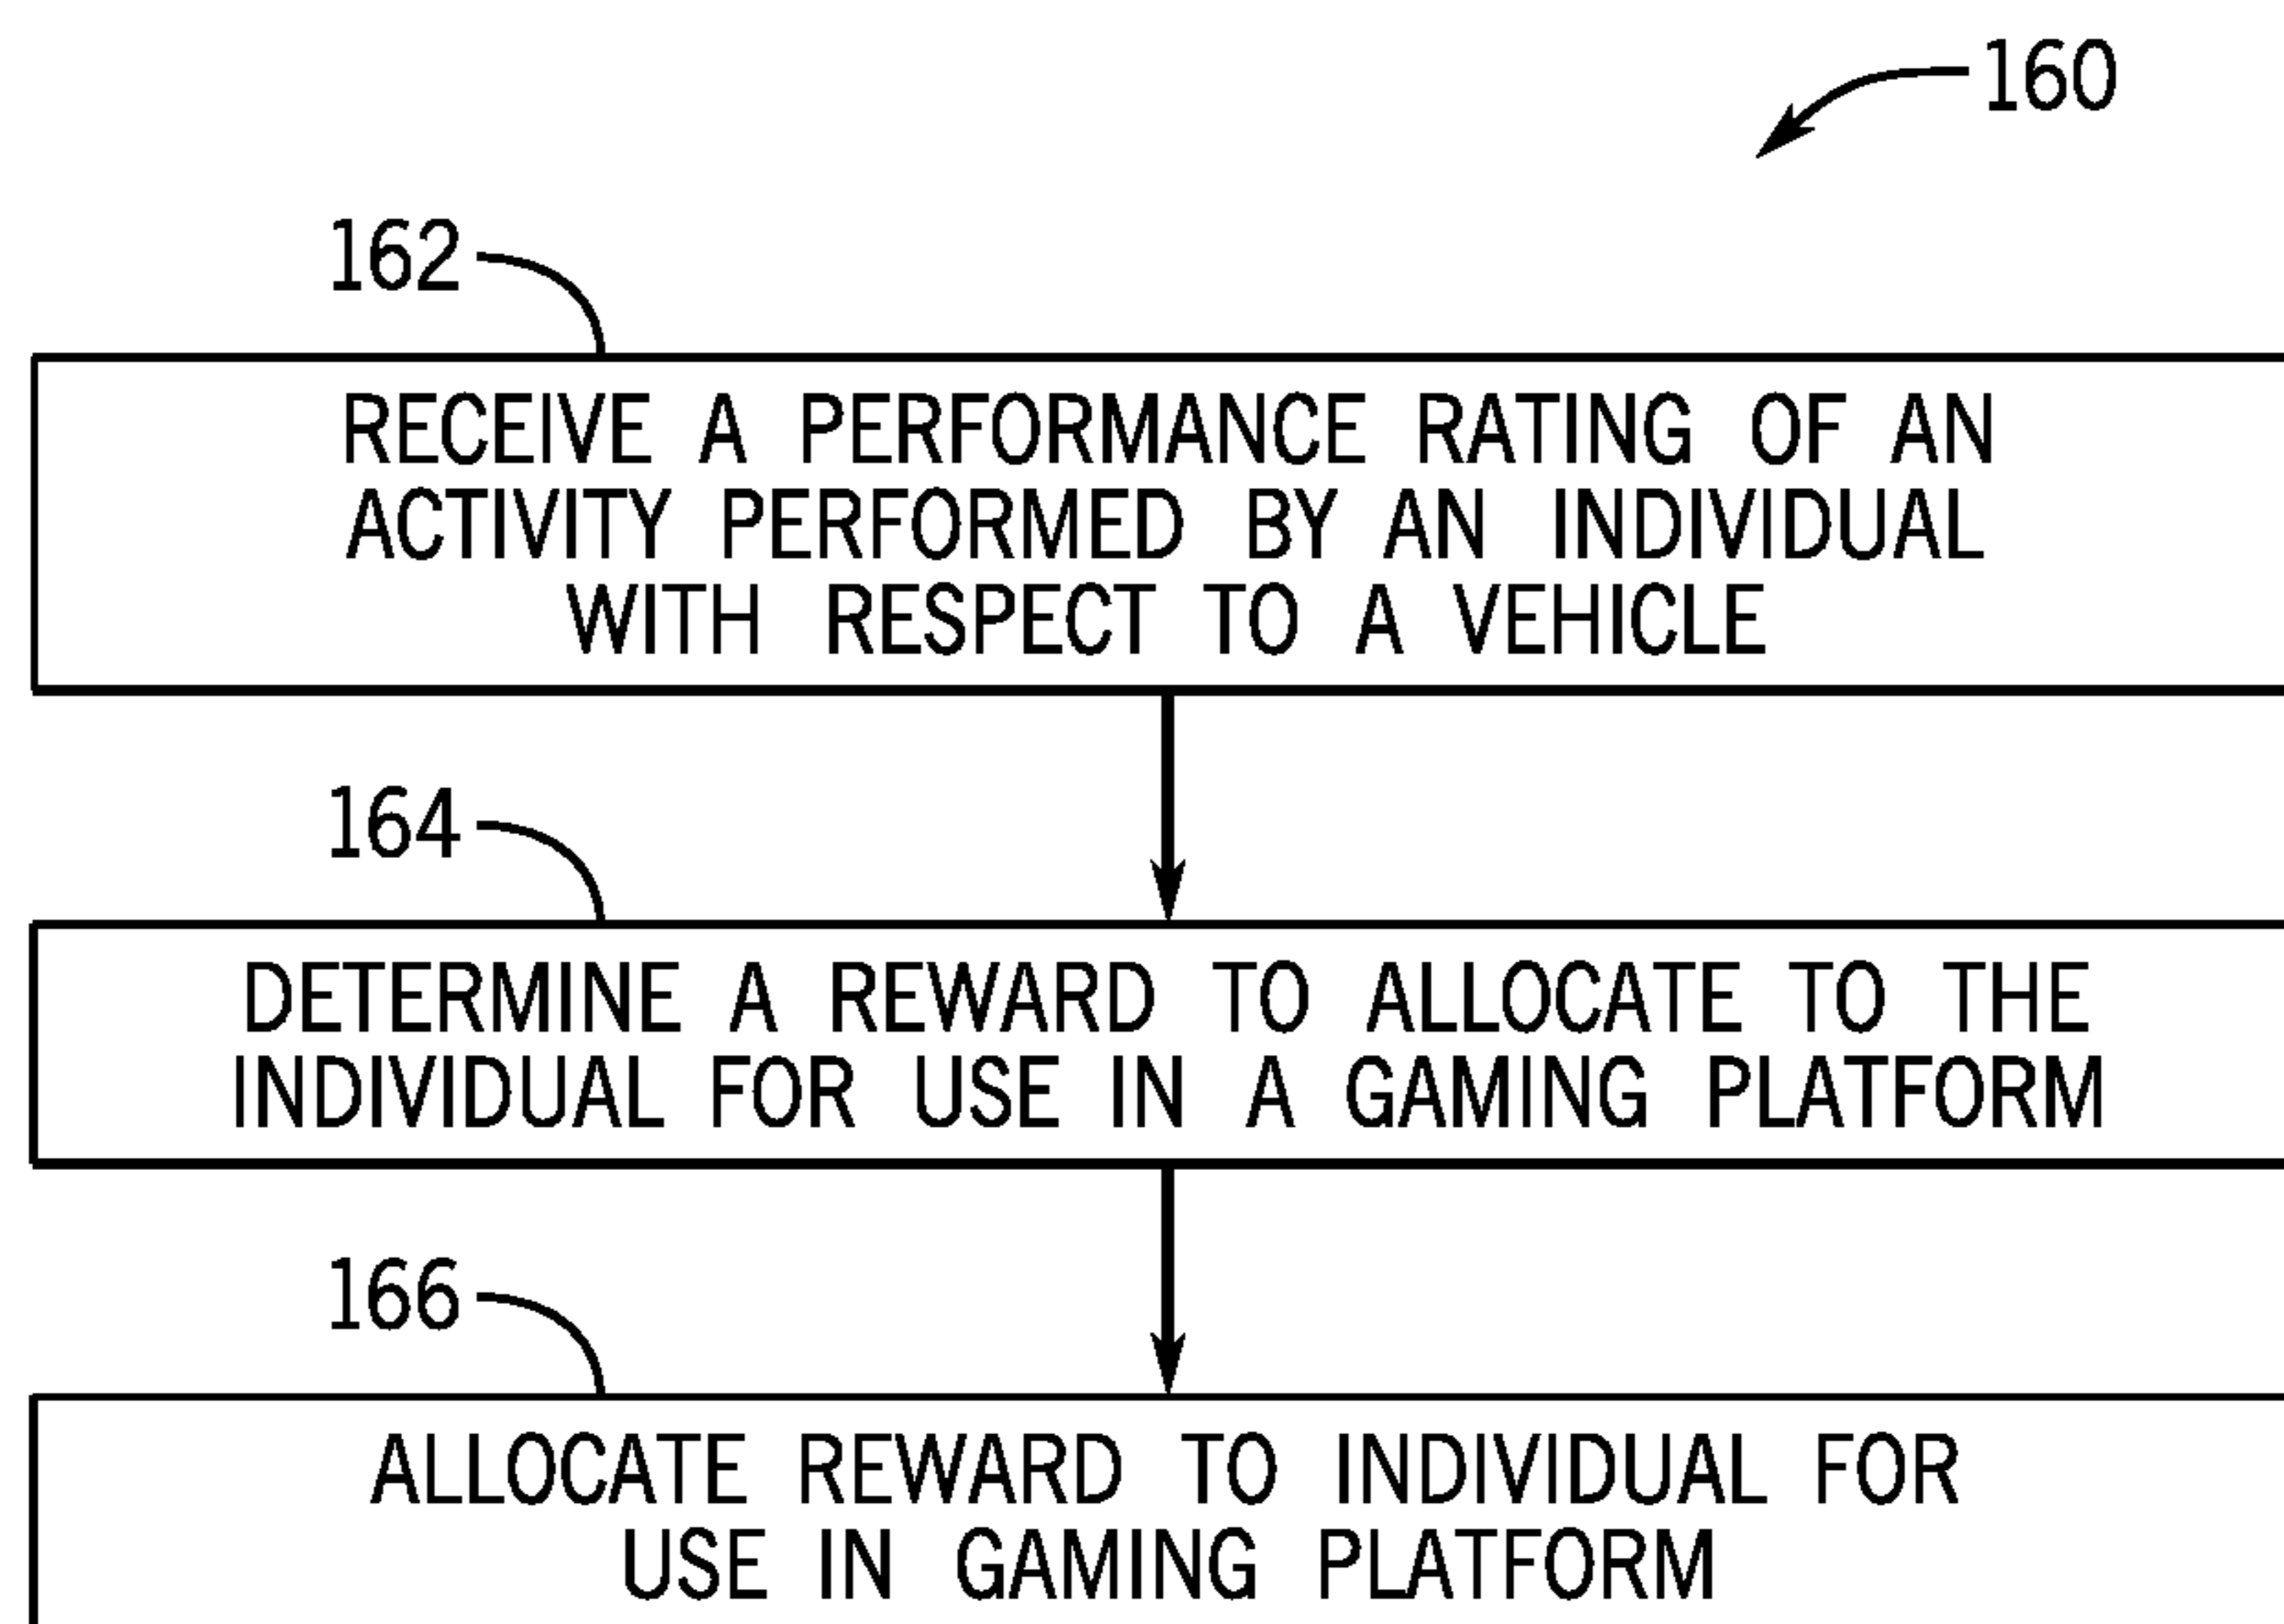 160
162
RECEIVE A PERFORMANCE RATING OF AN
ACTIVITY PERFORMED BY AN INDIVIDUAL
WITH RESPECT TO A VEHICLE
164
DETERMINE A REWARD TO ALLOCATE TO THE
INDIVIDUAL FOR USE IN A GAMING PLATFORM
166
ALLOCATE REWARD TO INDIVIDUAL FOR
USE IN GAMING PLATFORM